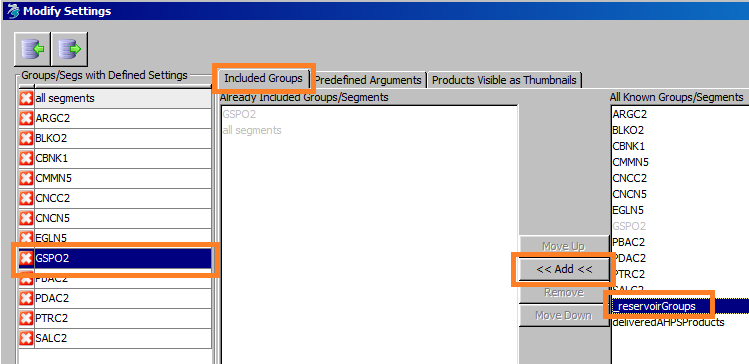 Modify Settings
Groups/Segs with Defined Settings
all segments
ARGC2
BLKO2
CBNK1
CMMN5
CNCC2
CNCN5
EGLN5
GSPO2
PBAC2
PDAC2
PTRC2
SALC2
Included Groups
Predefined Arguments
Products Visible as Thumbnails
Already Included Groups/Segments
GSPO2
all segments
Move Up
<< Add <<
Remove
Move Down
All Known Groups/Segments
ARGC2
BLKO2
CBNK1
CMMN5
CNCC2
CNCN5
EGLN5
GSPO2
PBAC2
PDAC2
PTRC2
SALC2
_reservoirGroups
deliveredAHPSProducts